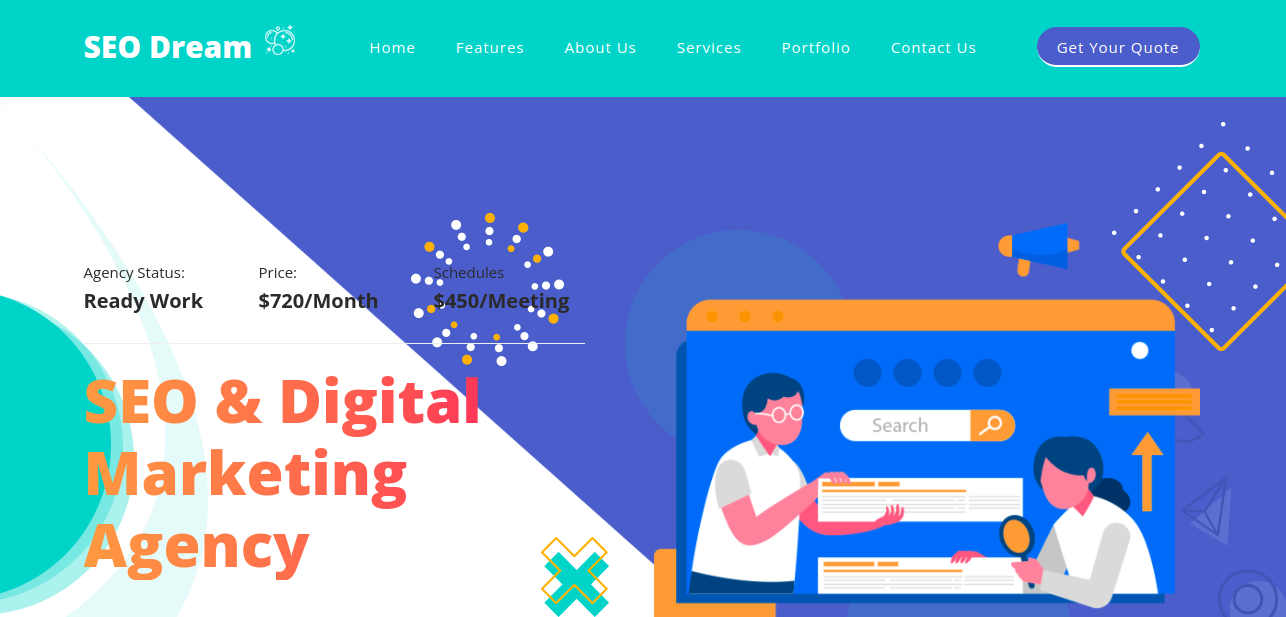 SEO Dream
Home Features About Us Services Portfolio Contact Us Get Your Quote
Agency Status: Price: Schedules
Ready Work $720/Month $450/Meeting
SEO & Digital
Marketing
Agency
Search